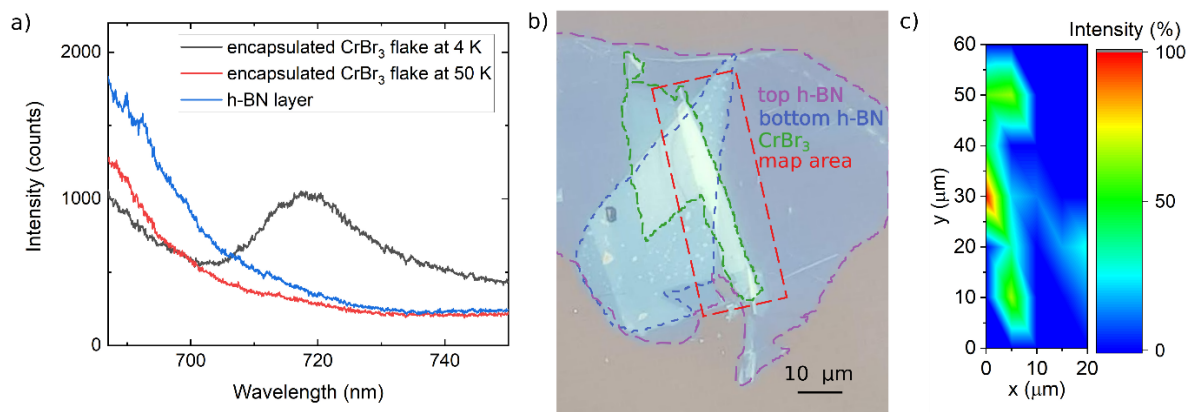 a)
2000
1000
0
Intensity (counts)
700
720
740
Wavelength (nm)
encapsulated CrBr₃ flake at 4 K
encapsulated CrBr₃ flake at 50 K
h-BN layer
b)
top h-BN
bottom h-BN
CrBr₃
map area
10 μm
c)
Intensity (%)
60
50
40
30
20
10
0
y (μm)
0
10
20
x (μm)
100
50
0